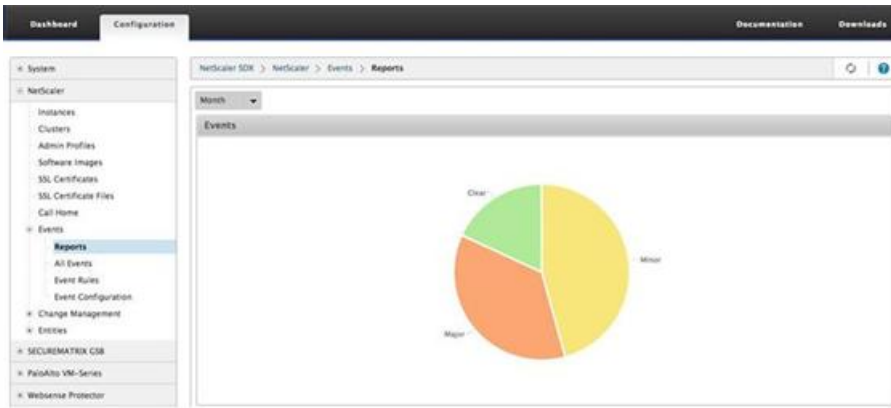 Dashboard
Configuration
Documentation
Downloads
System
NetScaler SDX > NetScaler > Events > Reports
NetScaler
Instances
Clusters
Admin Profiles
Software Images
SSL Certificates
SSL Certificate Files
Call Home
Events
Reports
All Events
Event Rules
Event Configuration
Change Management
Entities
SECUREMATRIX GSB
PaloAlto VM-Series
Websense Protector
Month
Events
Clear
Minor
Major